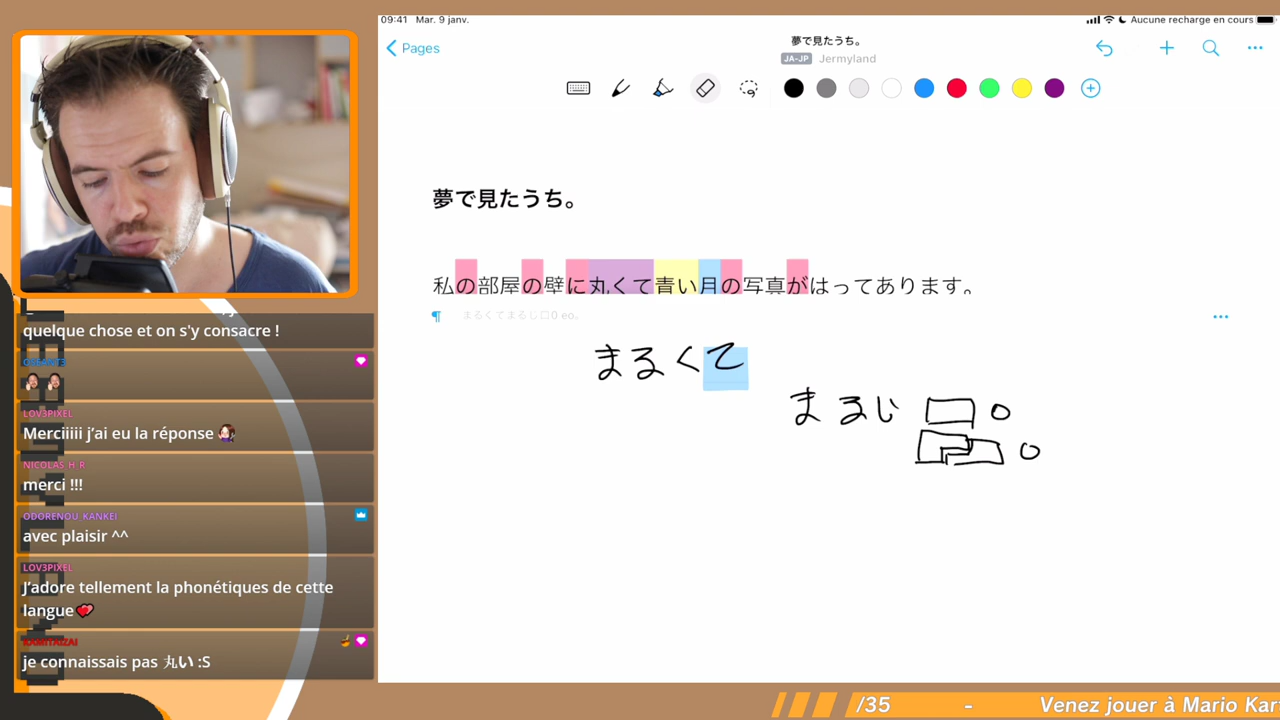 09:41 Mar. 9 janv.
Aucune recharge en cours
Pages
夢で見たうち。
JA-JP Jermyland
夢で見たうち。
私の部屋の壁に丸くて青い月の写真がはってあります。
まるくてまるじ口0 eo.
まるくて
まるじ
quelque chose et on s'y consacre !
LOV3PIXEL
Merciiiii j'ai eu la réponse
NICOLAS_H_R
merci !!!
ODORENOU_KANKEI
avec plaisir ^^
LOV3PIXEL
J'adore tellement la phonétiques de cette
langue
je connaissais pas 丸い :S
/35 - Venez jouer à Mario Kar